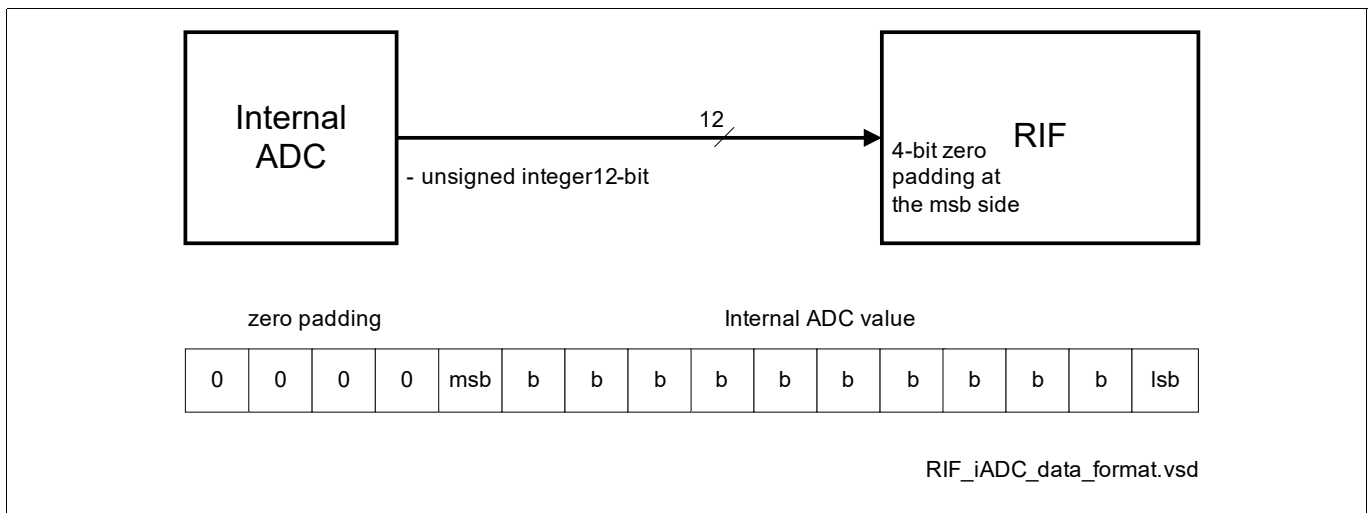 Internal
ADC
12
RIF
- unsigned integer12-bit
4-bit zero
padding at
the msb side
zero padding
Internal ADC value
0 0 0 0 msb b b b b b b b b b b lsb
RIF_iADC_data_format.vsd